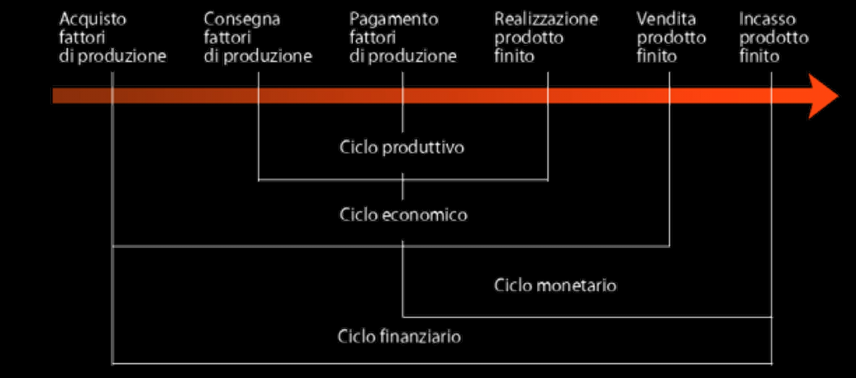 Acquisto
fattori
di produzione
Consegna
fattori
di produzione
Pagamento
fattori
di produzione
Realizzazione
prodotto
finito
Vendita
prodotto
finito
Incasso
prodotto
finito
Ciclo produttivo
Ciclo economico
Ciclo monetario
Ciclo finanziario